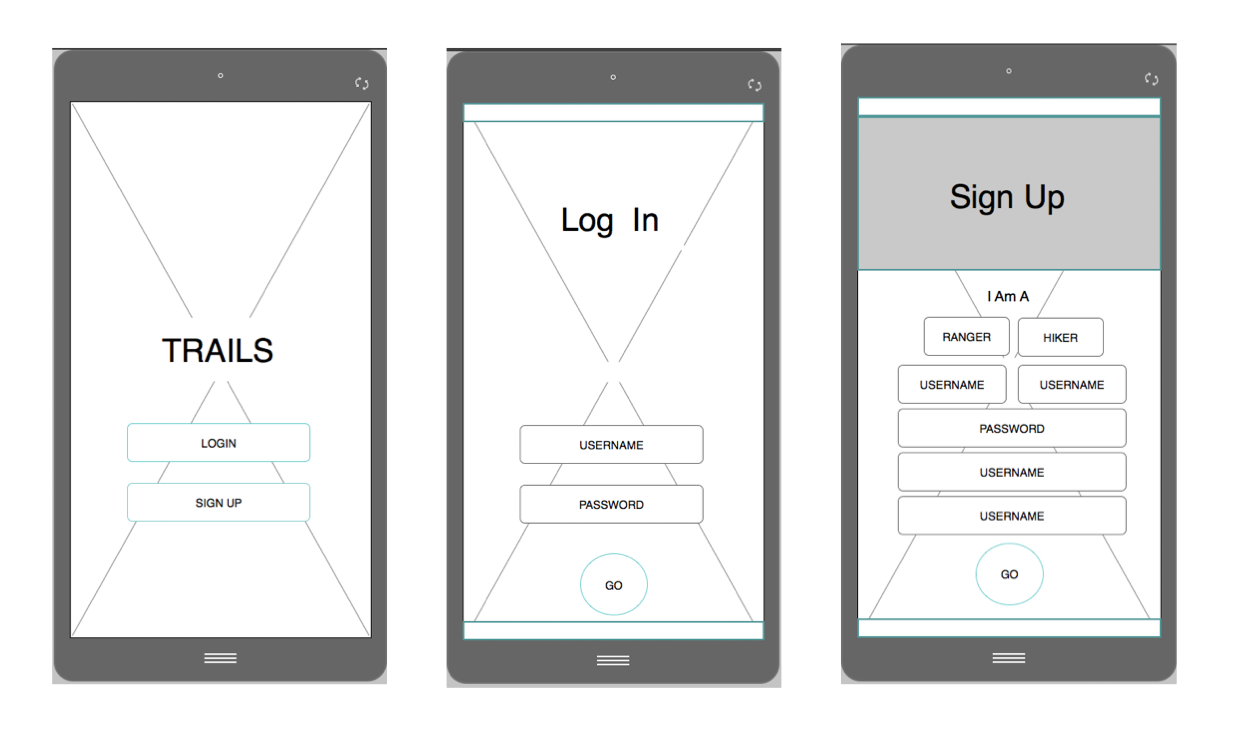 TRAILS
LOGIN
SIGN UP
Log In
USERNAME
PASSWORD
GO
Sign Up
I Am A
RANGER HIKER
USERNAME USERNAME
PASSWORD
USERNAME
USERNAME
GO